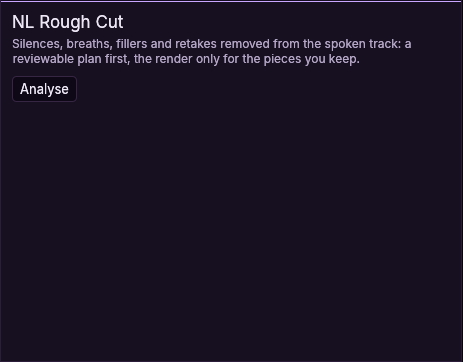 NL Rough Cut
Silences, breaths, fillers and retakes removed from the spoken track: a
reviewable plan first, the render only for the pieces you keep.
Analyse